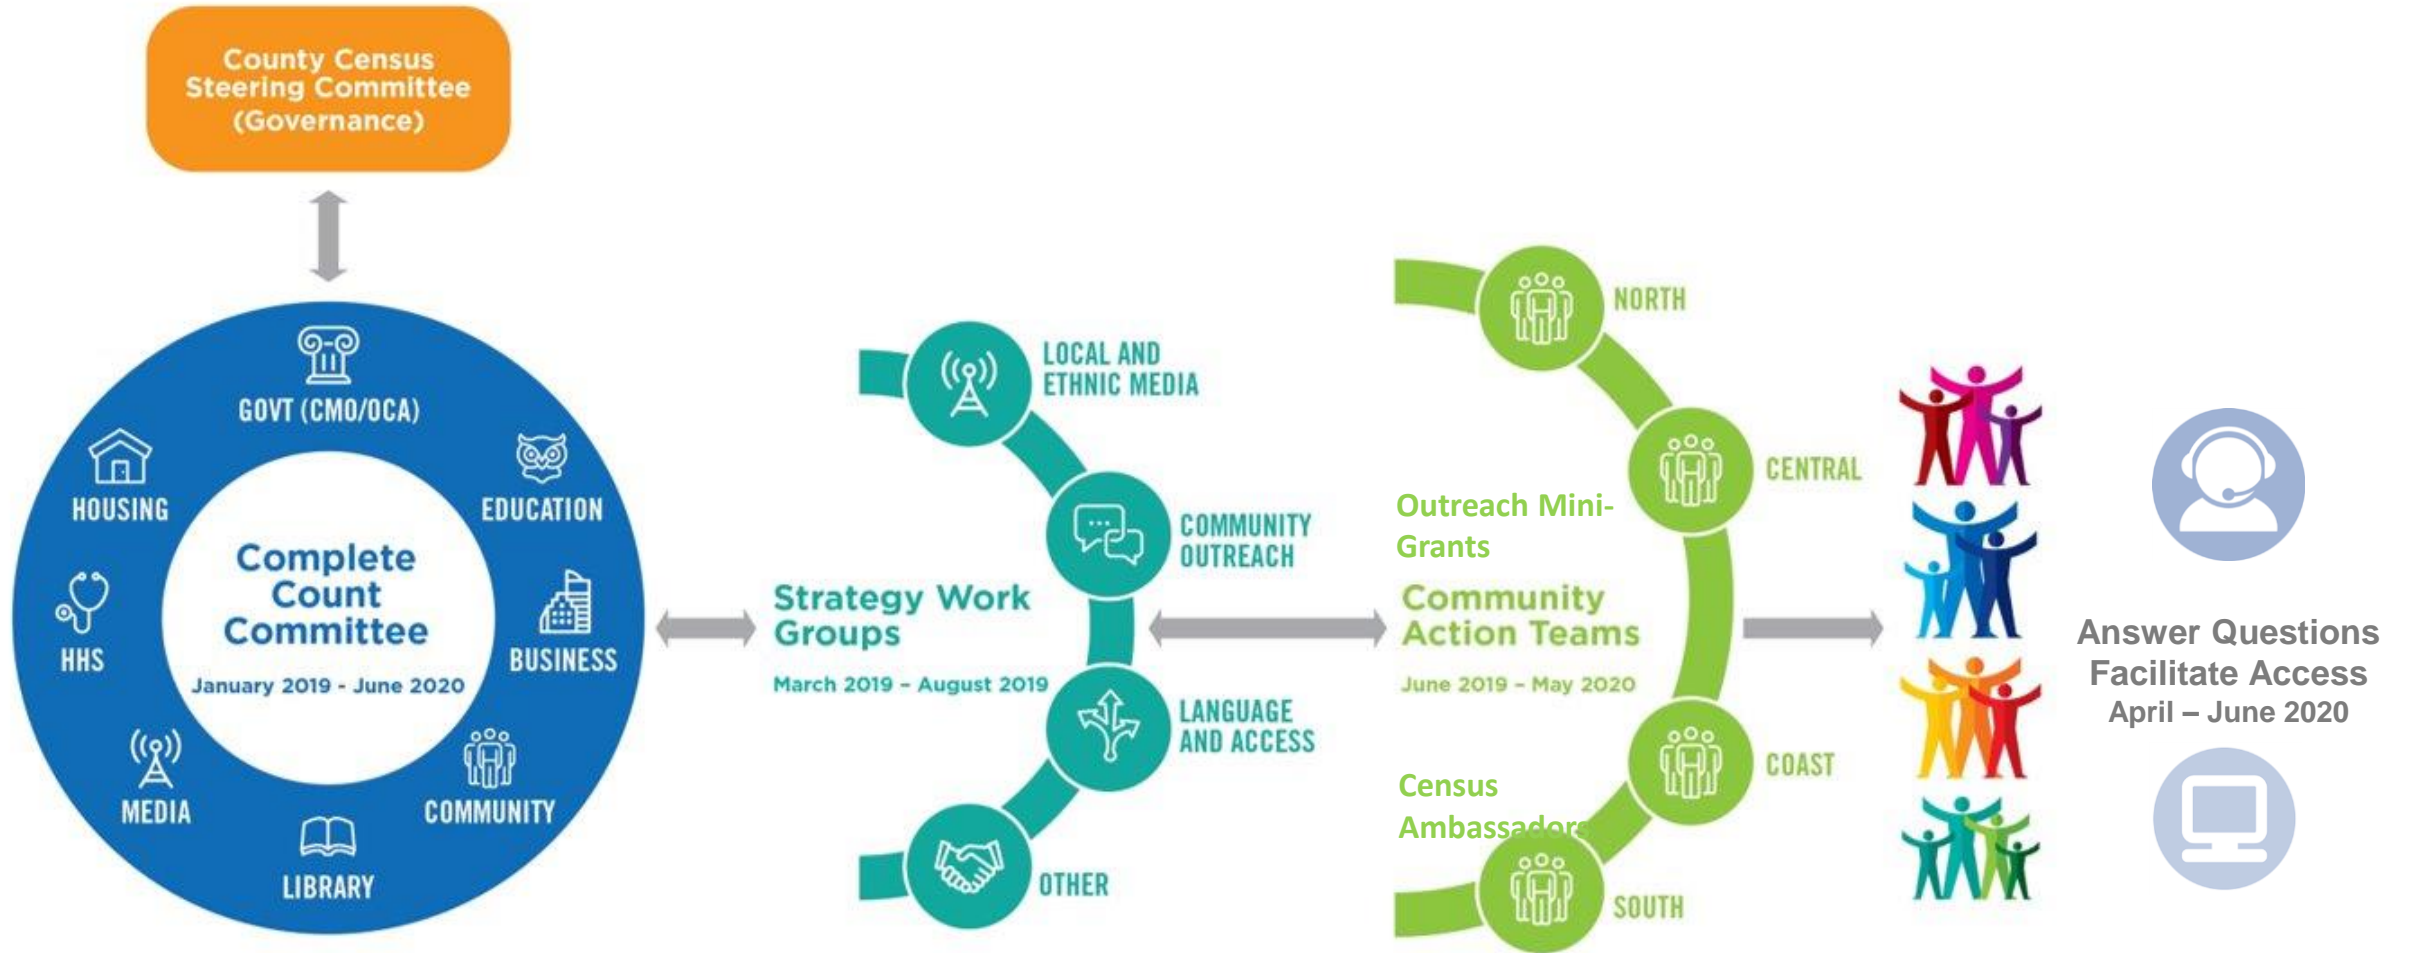 County Census
Steering Committee
(Governance)
GOVT (CMO/OCA)
HOUSING
EDUCATION
HHS
BUSINESS
MEDIA
COMMUNITY
LIBRARY
Complete
Count
Committee
January 2019 - June 2020
Strategy Work
Groups
March 2019 – August 2019
LOCAL AND
ETHNIC MEDIA
COMMUNITY
OUTREACH
LANGUAGE
AND ACCESS
OTHER
Outreach Mini-
Grants
Community
Action Teams
June 2019 – May 2020
Census
Ambassadors
NORTH
CENTRAL
COAST
SOUTH
Answer Questions
Facilitate Access
April – June 2020